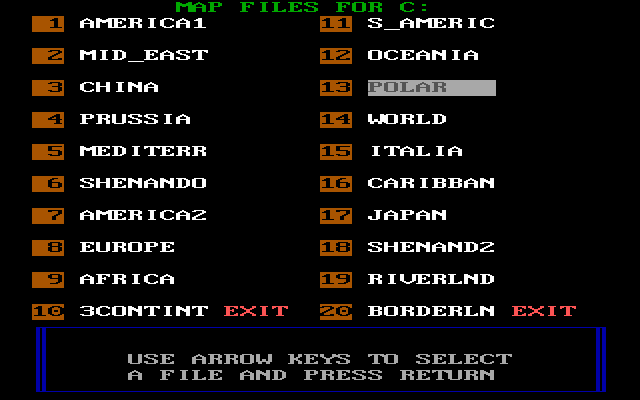 MAP FILES FOR C:
1 AMERICA1 11 S_AMERIC
2 MID_EAST 12 OCEANIA
3 CHINA 13 POLAR
4 PRUSSIA 14 WORLD
5 MEDITERR 15 ITALIA
6 SHENANDO 16 CARIBBAN
7 AMERICA2 17 JAPAN
8 EUROPE 18 SHENAND2
9 AFRICA 19 RIVERLND
10 3CONTINT EXIT 20 BORDERLN EXIT
USE ARROW KEYS TO SELECT
A FILE AND PRESS RETURN